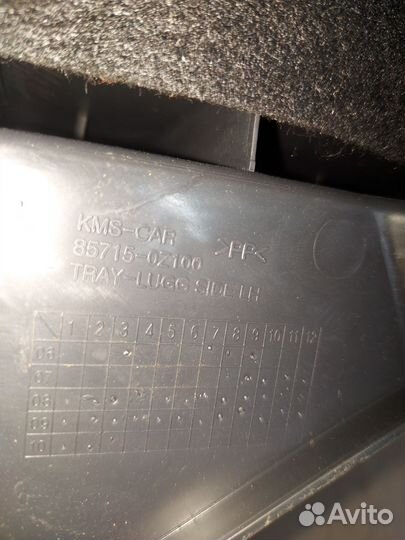 KMS-CAR
85715-0Z100 >PP<
TRAY-LUGG SIDE LH
1 2 3 4 5 6 7 8 9 10 11 12
06
07
08
09
10
Avito